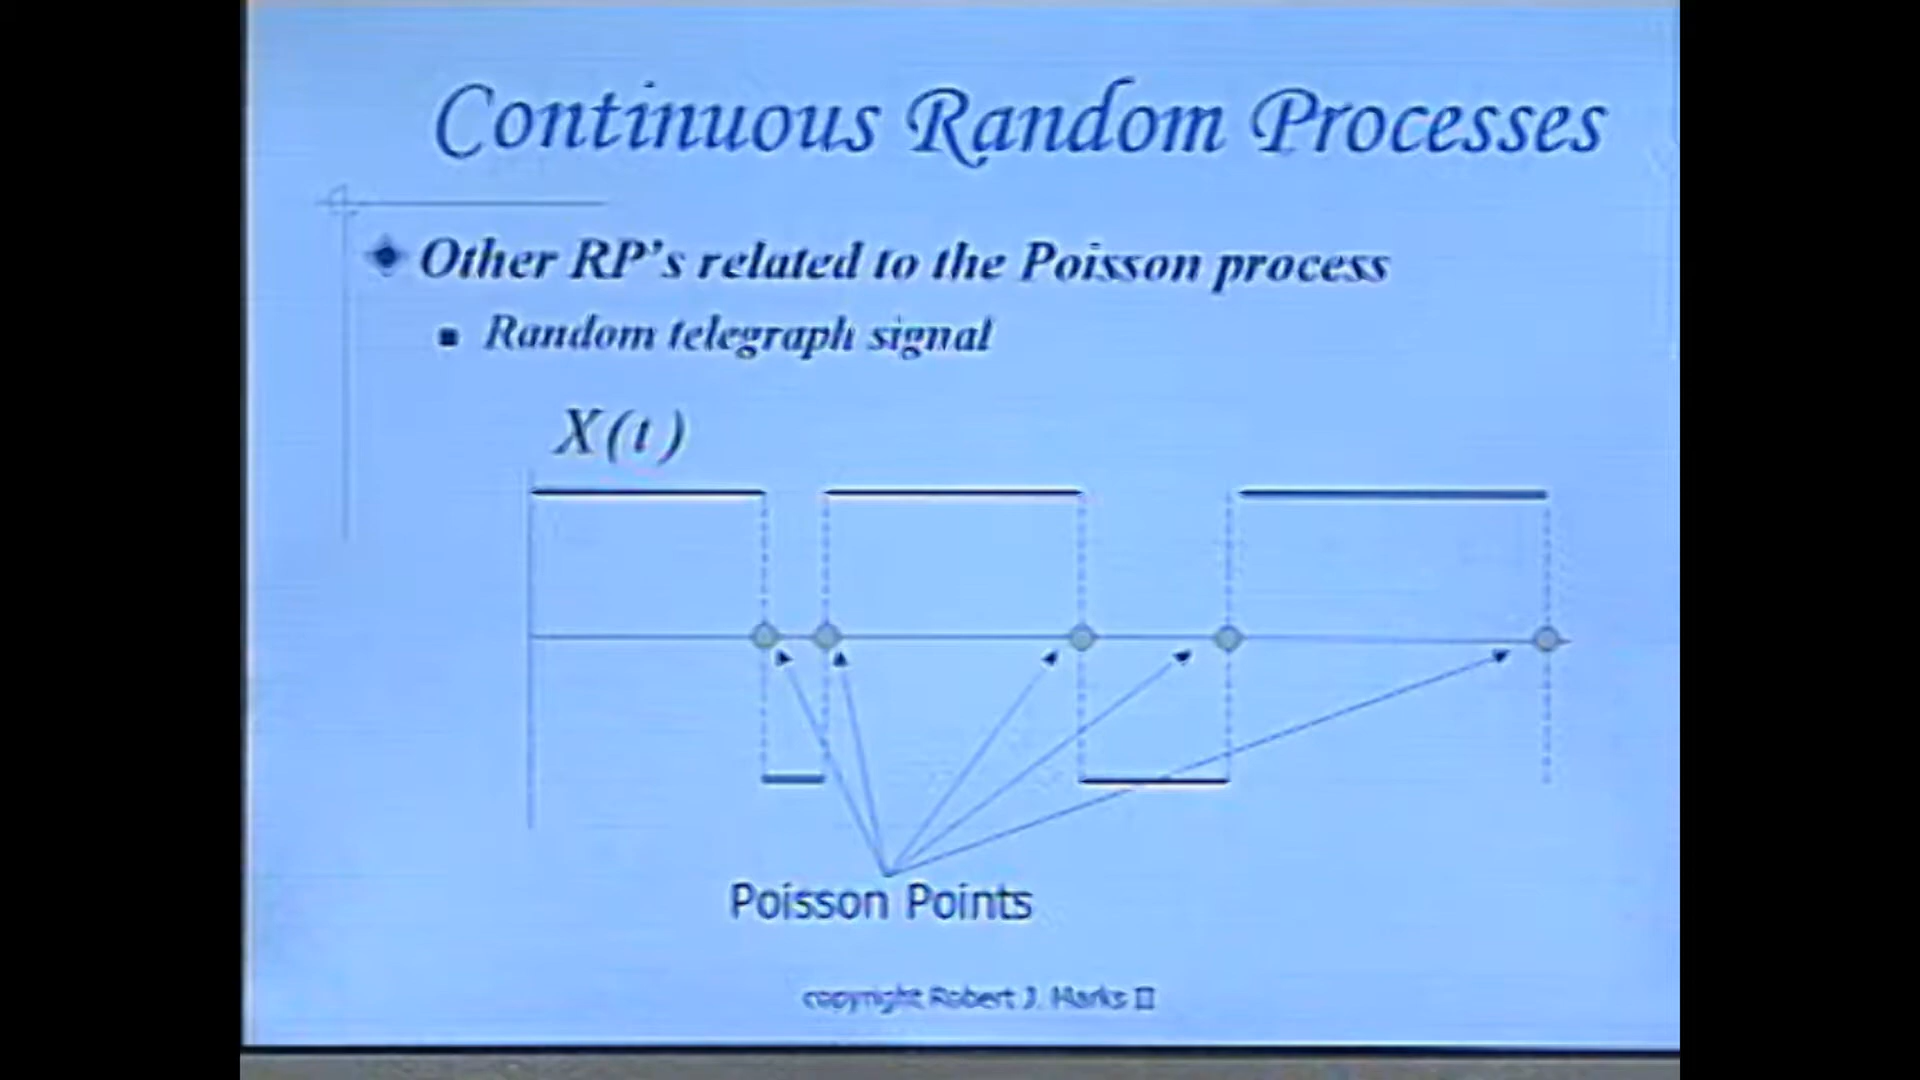 Continuous Random Processes
Other RP's related to the Poisson process
Random telegraph signal
X(t)
Poisson Points
copyright Robert J. Marks II